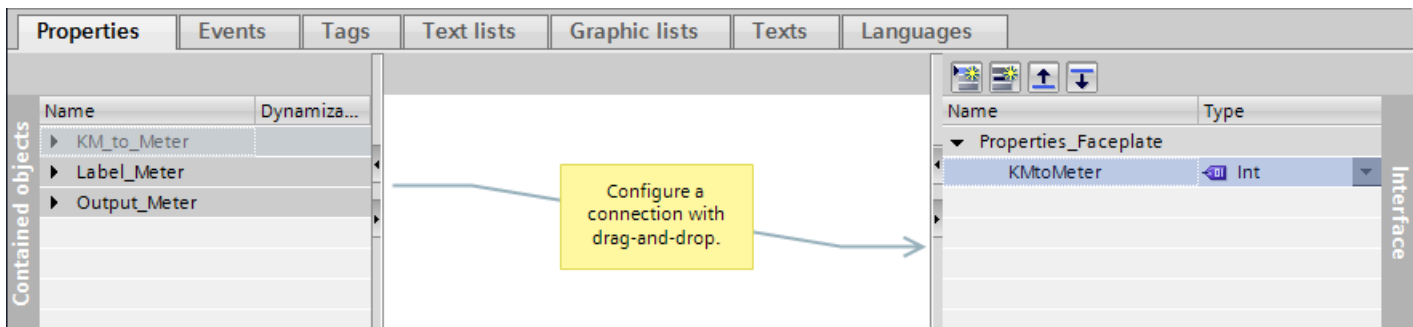 Properties Events Tags Text lists Graphic lists Texts Languages
Contained objects
Name Dynamiza...
KM_to_Meter
Label_Meter
Output_Meter
Configure a
connection with
drag-and-drop.
Name Type
Properties_Faceplate
KMtoMeter Int
Interface